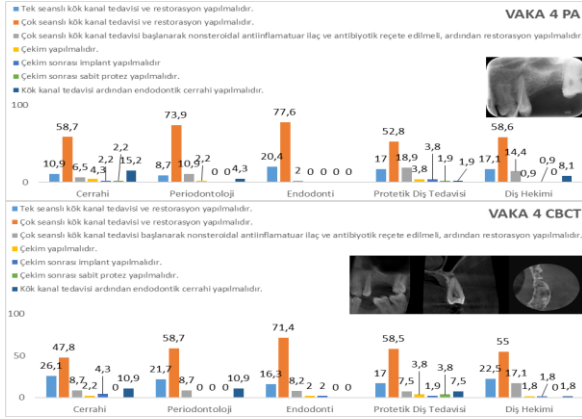 VAKA 4 PA
Tek seanslı kök kanal tedavisi ve restorasyon yapılmalıdır.
Çok seanslı kök kanal tedavisi ve restorasyon yapılmalıdır.
Çok seanslı kök kanal tedavisi başlanarak nonsteroidal antiinflamatuar ilaç ve antibiyotik reçete edilmeli, ardından restorasyon yapılmalıdır.
Çekim yapılmalıdır.
Çekim sonrası implant yapılmalıdır
Çekim sonrası sabit protez yapılmalıdır.
Kök kanal tedavisi ardından endodontik cerrahi yapılmalıdır.
100
50
0
10,9 58,7 6,5 4,3 2,2 2,2 15,2
8,7 73,9 10,9 2,2 0 0 4,3
20,4 77,6 2 0 0 0 0
17 52,8 18,9 3,8 3,8 1,9 1,9
17,1 58,6 14,4 0,9 0,9 0 8,1
Cerrahi Periodontoloji Endodonti Protetik Diş Tedavisi Diş Hekimi
VAKA 4 CBCT
Tek seanslı kök kanal tedavisi ve restorasyon yapılmalıdır.
Çok seanslı kök kanal tedavisi ve restorasyon yapılmalıdır.
Çok seanslı kök kanal tedavisi başlanarak nonsteroidal antiinflamatuar ilaç ve antibiyotik reçete edilmeli, ardından restorasyon yapılmalıdır.
Çekim yapılmalıdır.
Çekim sonrası implant yapılmalıdır.
Çekim sonrası sabit protez yapılmalıdır.
Kök kanal tedavisi ardından endodontik cerrahi yapılmalıdır.
100
50
0
26,1 47,8 8,7 2,2 4,3 0 10,9
21,7 58,7 8,7 0 0 0 10,9
16,3 71,4 8,2 2 2 0 0
17 58,5 7,5 3,8 1,9 3,8 7,5
22,5 55 17,1 1,8 1,8 0 1,8
Cerrahi Periodontoloji Endodonti Protetik Diş Tedavisi Diş Hekimi